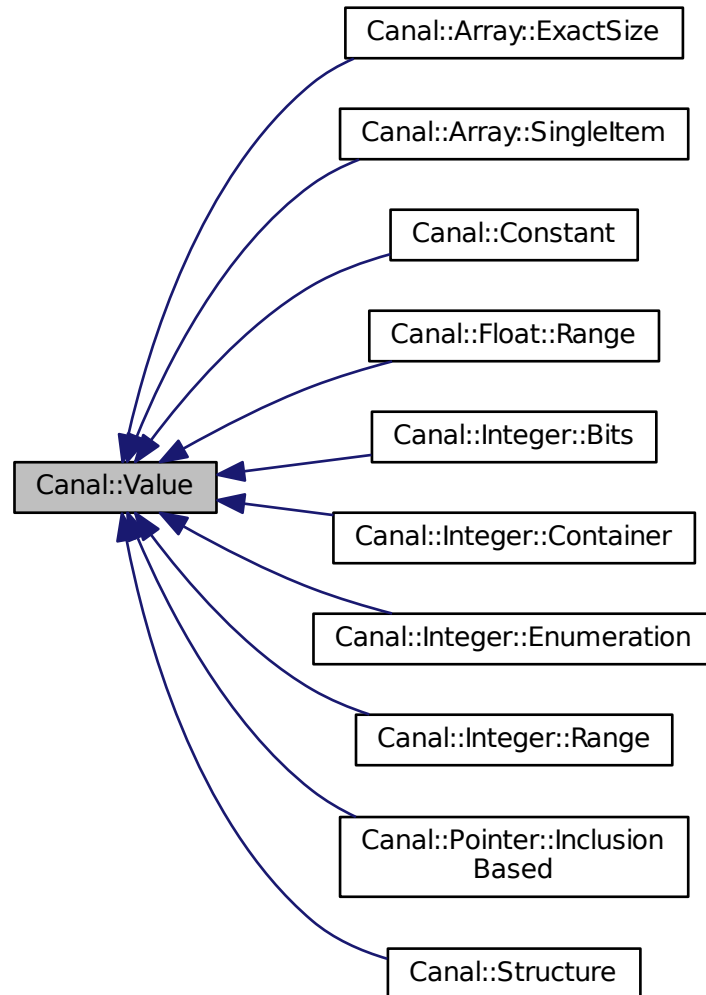 Canal::Array::ExactSize
Canal::Array::SingleItem
Canal::Constant
Canal::Float::Range
Canal::Integer::Bits
Canal::Value
Canal::Integer::Container
Canal::Integer::Enumeration
Canal::Integer::Range
Canal::Pointer::Inclusion
Based
Canal::Structure